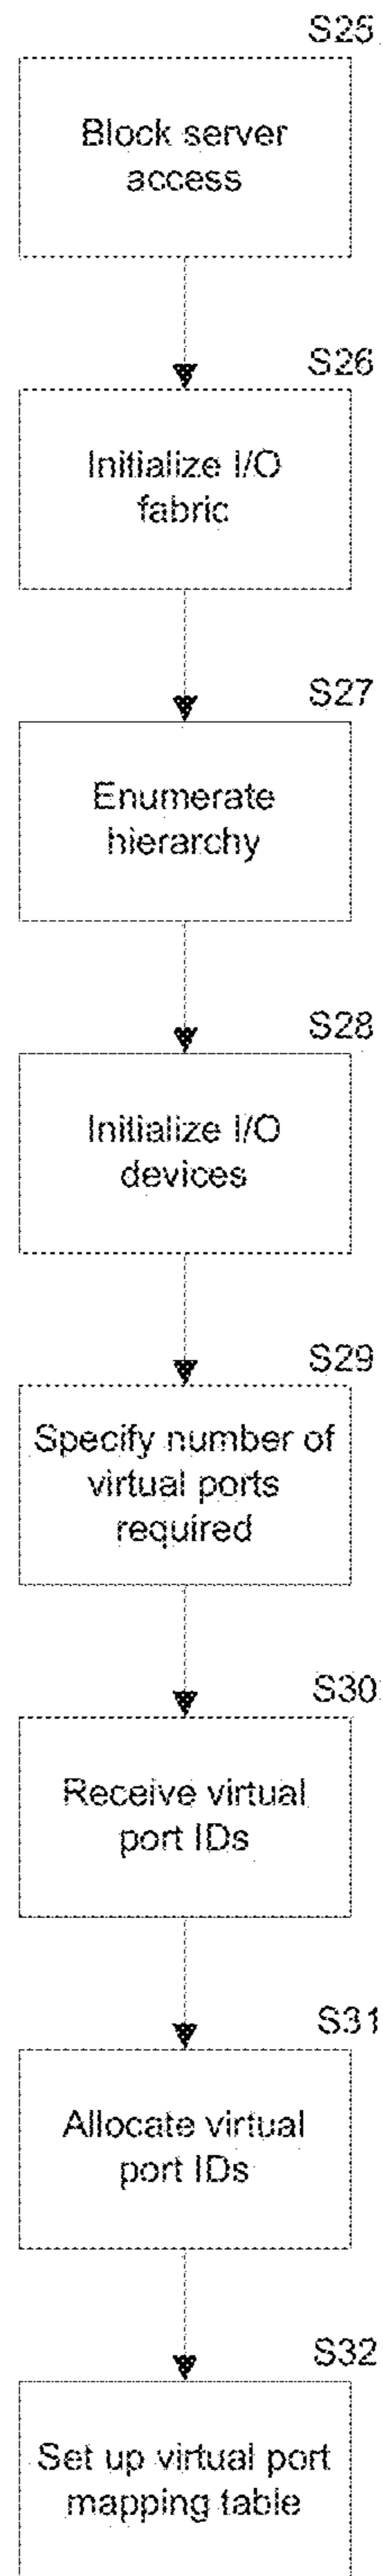 S25
Block server
access
S26
Initialize I/O
fabric
S27
Enumerate
hierarchy
S28
Initialize I/O
devices
S29
Specify number of
virtual ports
required
S30
Receive virtual
port IDs
S31
Allocate virtual
port IDs
S32
Set up virtual port
mapping table